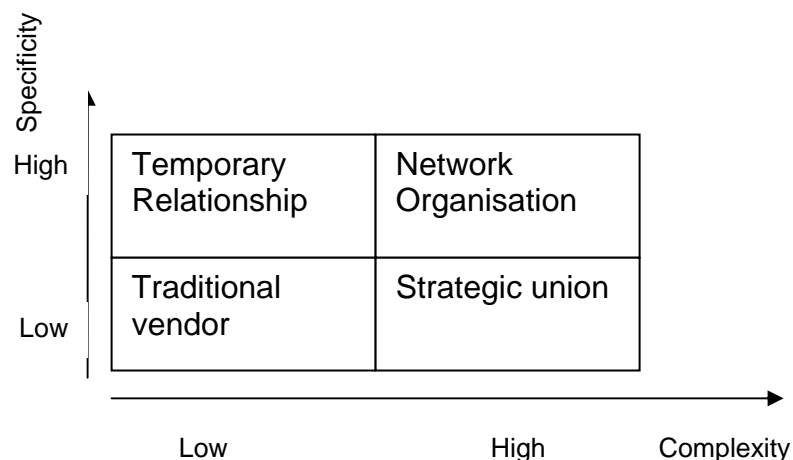 Specificity
High
Temporary
Relationship
Network
Organisation
Low
Traditional
vendor
Strategic union
Low
High
Complexity